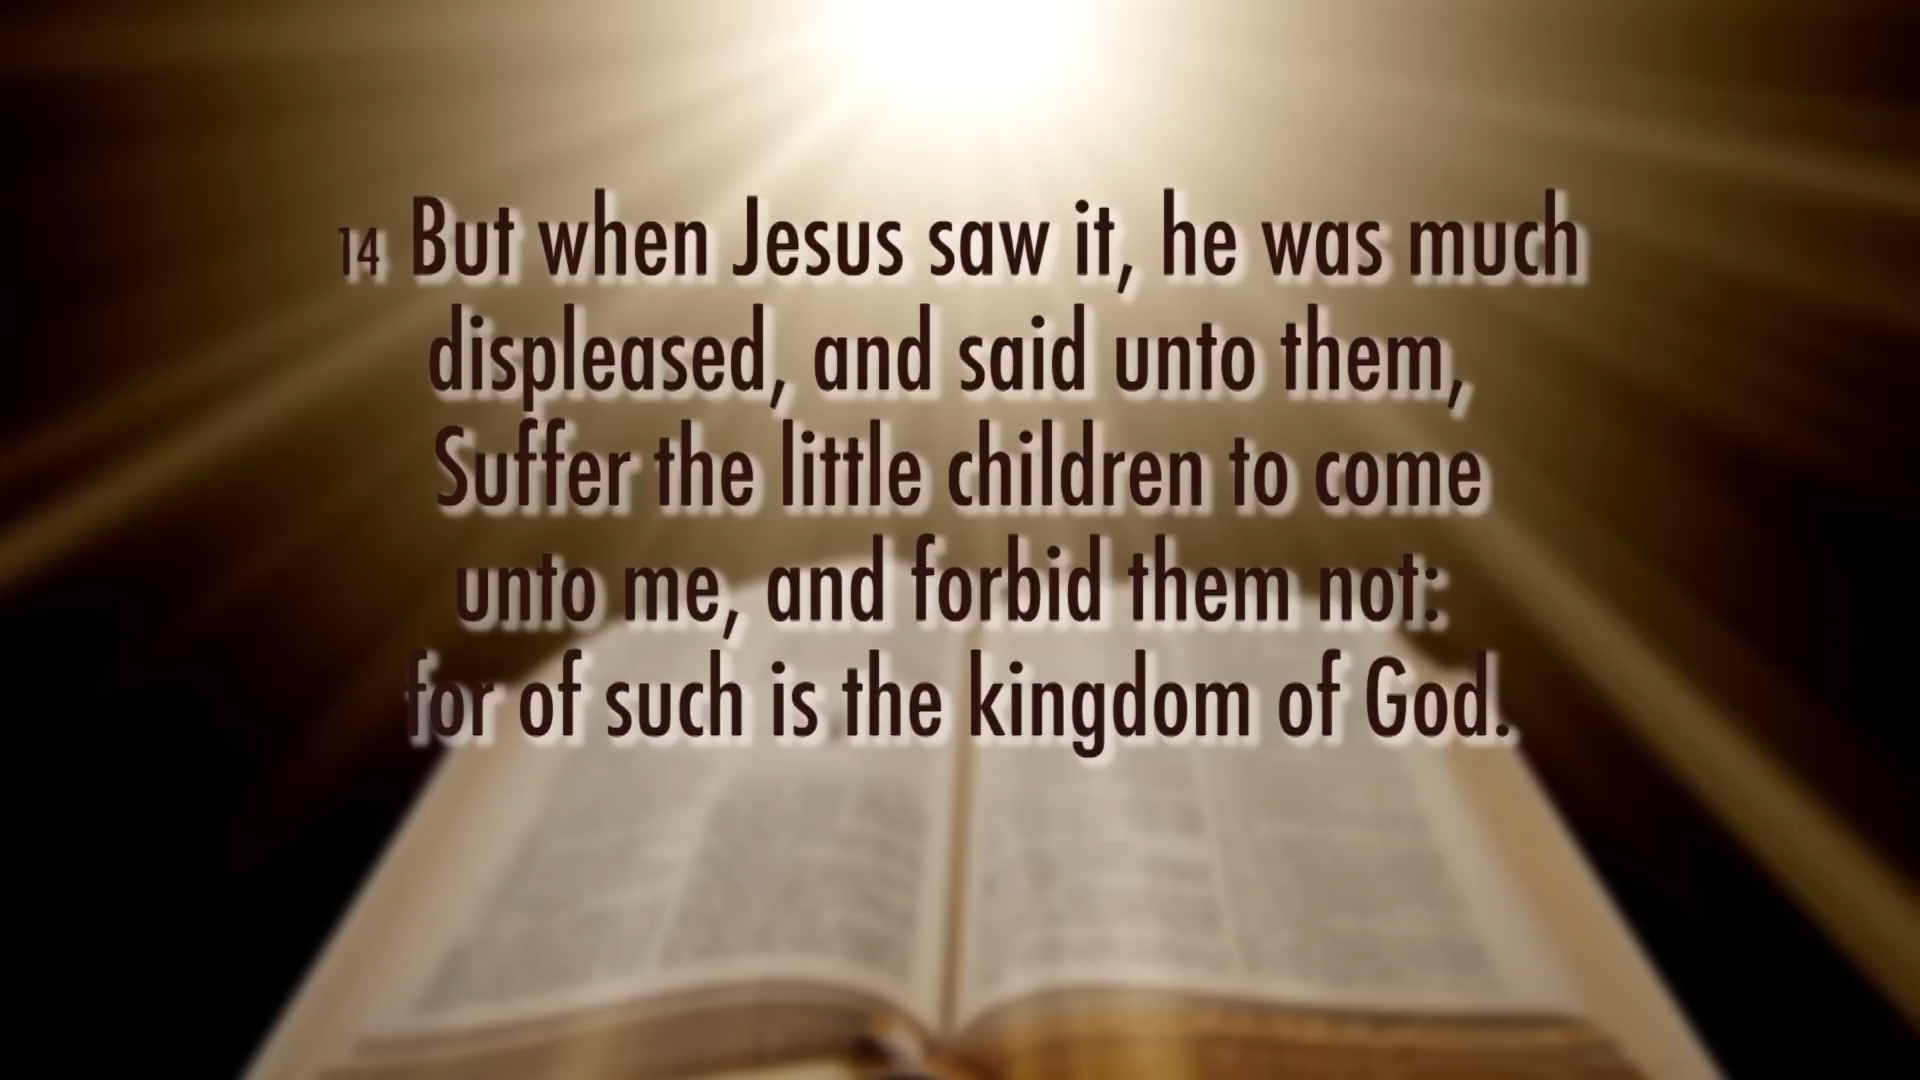 14 But when Jesus saw it, he was much
displeased, and said unto them,
Suffer the little children to come
unto me, and forbid them not:
for of such is the kingdom of God.